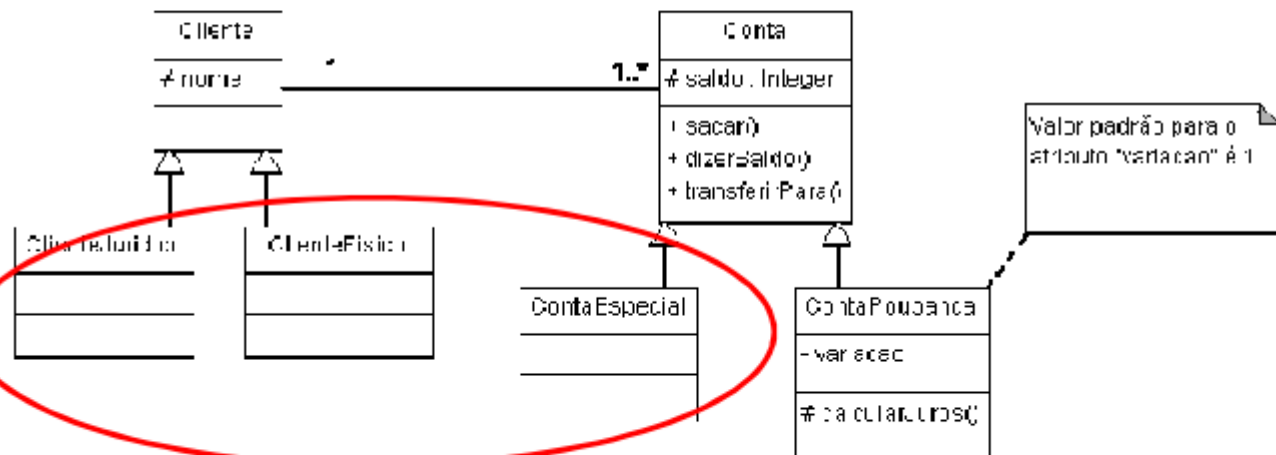 Cliente
# nome
1..*
Conta
# saldo : Integer
+ sacar()
+ dizerSaldo()
+ transferirPara()
Valor padrão para o
atributo "variacao" é 1
ClienteJuridico
ClienteFisico
ContaEspecial
ContaPoupanca
- variacao
# calcularJuros()